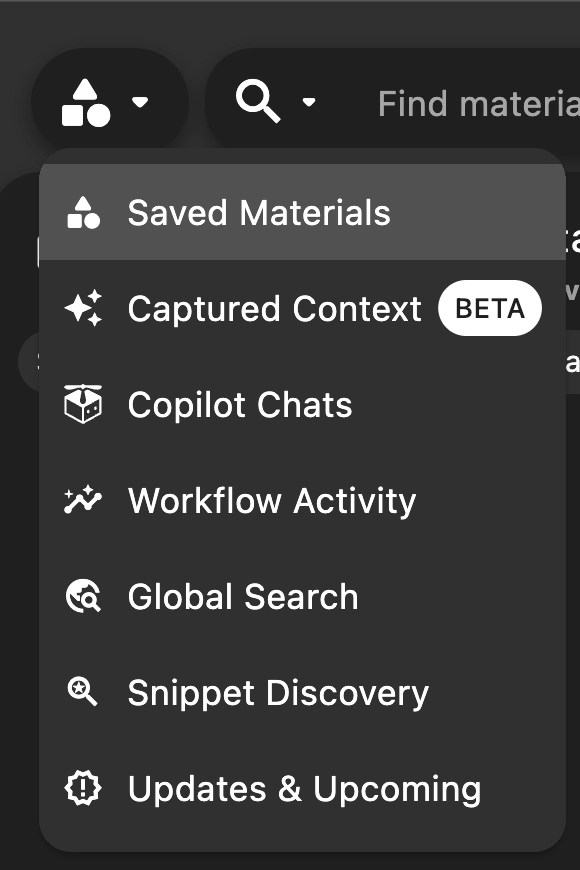 Find materia
Saved Materials
Captured Context BETA
Copilot Chats
Workflow Activity
Global Search
Snippet Discovery
Updates & Upcoming